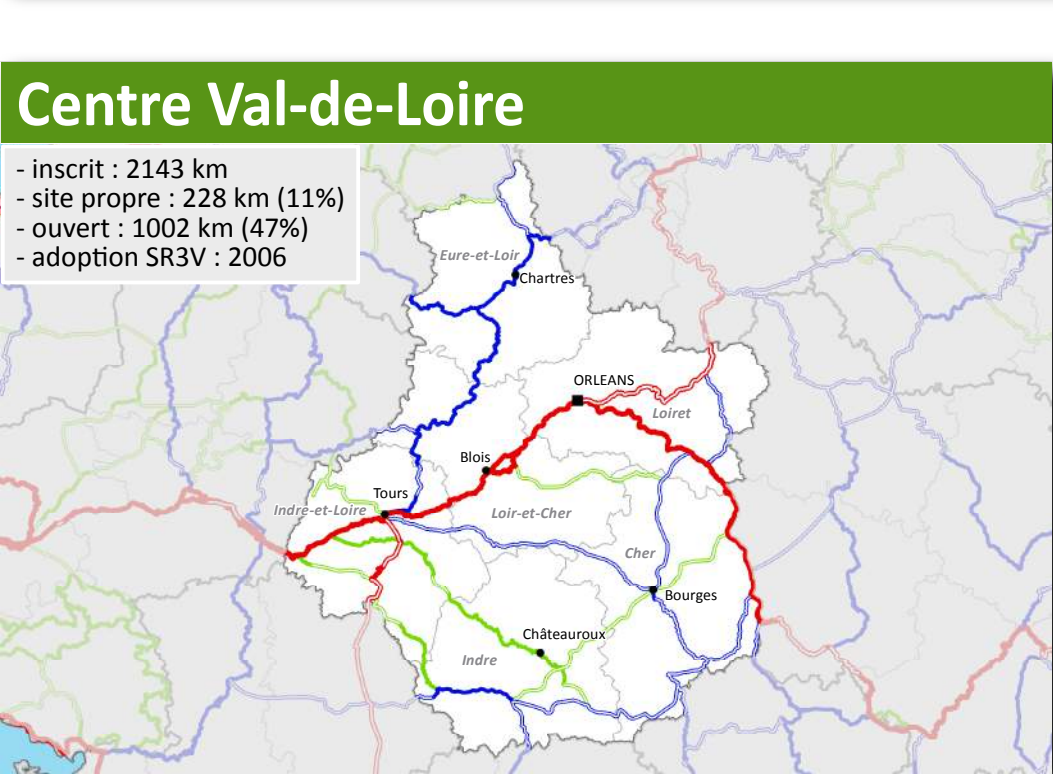 Centre Val-de-Loire
- inscrit : 2143 km
- site propre : 228 km (11%)
- ouvert : 1002 km (47%)
- adoption SR3V : 2006
Eure-et-Loir
Chartres
ORLEANS
Loiret
Blois
Tours
Indre-et-Loire
Loir-et-Cher
Cher
Bourges
Châteauroux
Indre